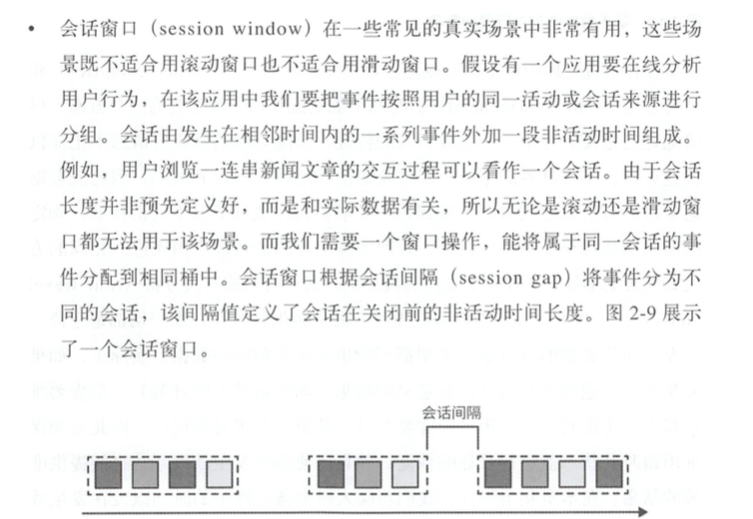 • 会话窗口（session window）在一些常见的真实场景中非常有用，这些场
景既不适合用滚动窗口也不适合用滑动窗口。假设有一个应用要在线分析
用户行为，在该应用中我们要把事件按照用户的同一活动或会话来源进行
分组。会话由发生在相邻时间内的一系列事件外加一段非活动时间组成。
例如，用户浏览一连串新闻文章的交互过程可以看作一个会话。由于会话
长度并非预先定义好，而是和实际数据有关，所以无论是滚动还是滑动窗
口都无法用于该场景。而我们需要一个窗口操作，能将属于同一会话的事
件分配到相同桶中。会话窗口根据会话间隔（session gap）将事件分为不
同的会话，该间隔值定义了会话在关闭前的非活动时间长度。图 2-9 展示
了一个会话窗口。
会话间隔